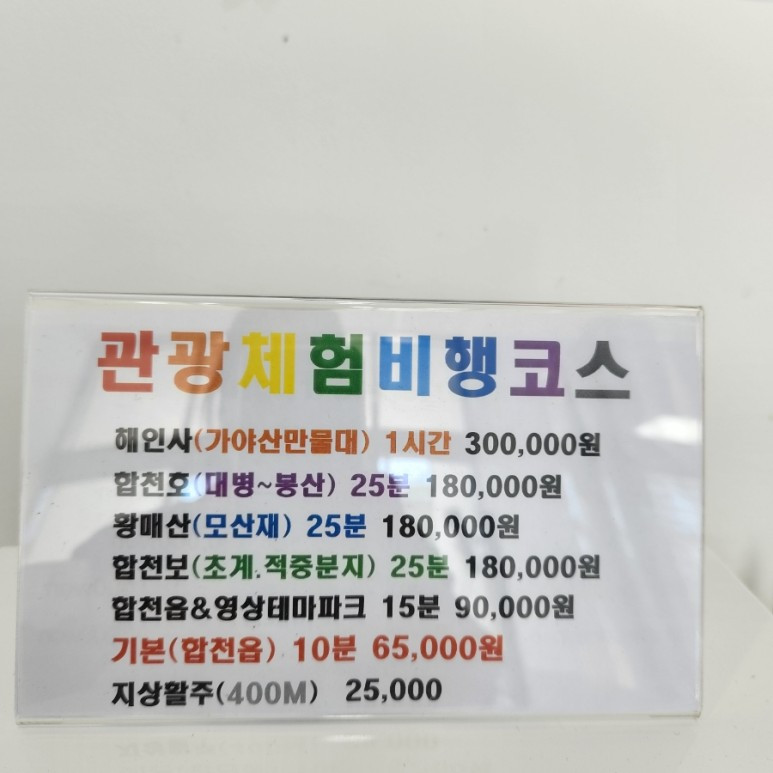 관광체험비행코스
해인사(가야산만물대) 1시간 300,000원
합천호(대병~봉산) 25분 180,000원
황매산(모산재) 25분 180,000원
합천보(초계.적중분지) 25분 180,000원
합천읍&영상테마파크 15분 90,000원
기본(합천읍) 10분 65,000원
지상활주(400M) 25,000